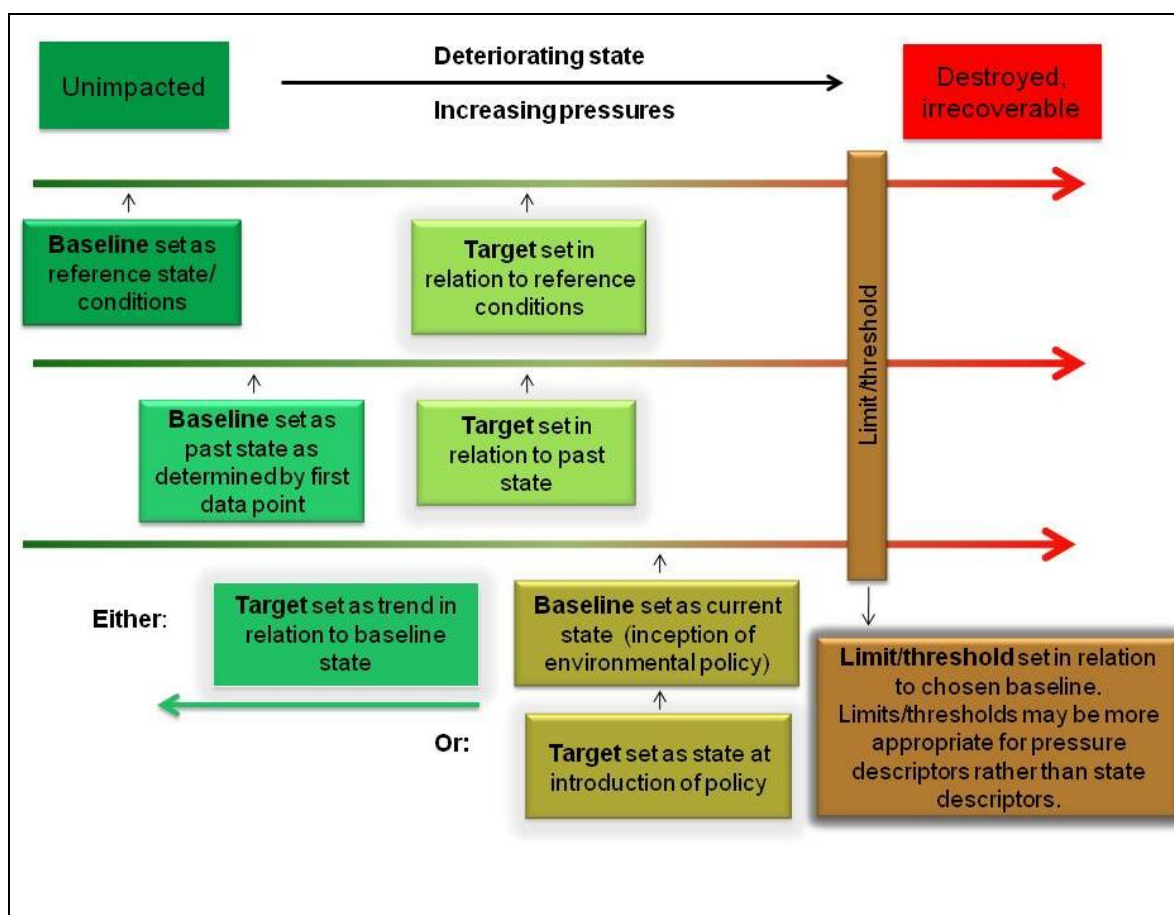 Unimpacted
Deteriorating state
Increasing pressures
Destroyed,
irrecoverable
Baseline set as
reference state/
conditions
Target set in
relation to reference
conditions
Limit/threshold
Baseline set as
past state as
determined by first
data point
Target set in
relation to past
state
Either:
Target set as trend in
relation to baseline
state
Baseline set as current
state (inception of
environmental policy)
Or:
Target set as state at
introduction of policy
Limit/threshold set in relation
to chosen baseline.
Limits/thresholds may be more
appropriate for pressure
descriptors rather than state
descriptors.